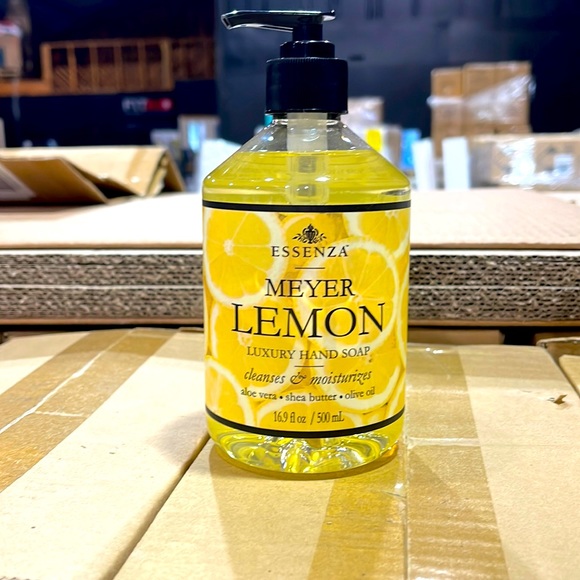 ESSENZA™
MEYER
LEMON
LUXURY HAND SOAP
cleanses & moisturizes
aloe vera • shea butter • olive oil
16.9 fl oz / 500 mL